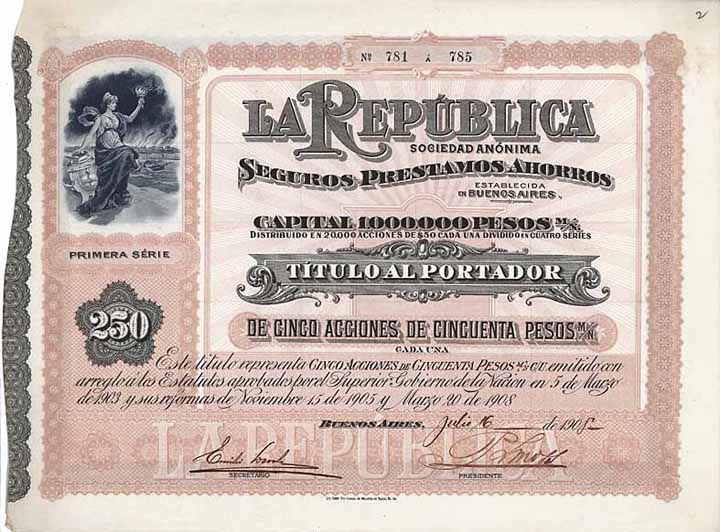 2
Nº 781 A 785
LA REPÚBLICA
SOCIEDAD ANÓNIMA
SEGUROS PRESTAMOS AHORROS
ESTABLECIDA
EN BUENOS AIRES.
CAPITAL 1000000 PESOS M/N
DISTRIBUIDO EN 20.000 ACCIONES DE $50 CADA UNA DIVIDIDO EN CUATRO SÉRIES
PRIMERA SÉRIE
TÍTULO AL PORTADOR
250
DE CINCO ACCIONES DE CINCUENTA PESOS M/N
CADA UNA
Este título representa CINCO ACCIONES DE CINCUENTA PESOS M/N C/U emitido con
arreglo á los Estatutos aprobados por el Superior Gobierno de la Nación en 5 de Marzo
de 1903 y sus reformas de Noviembre 15 de 1905 y Marzo 20 de 1908
BUENOS AIRES, Julio 16 de 1908
LA REPÚBLICA
SECRETARIO
PRESIDENTE